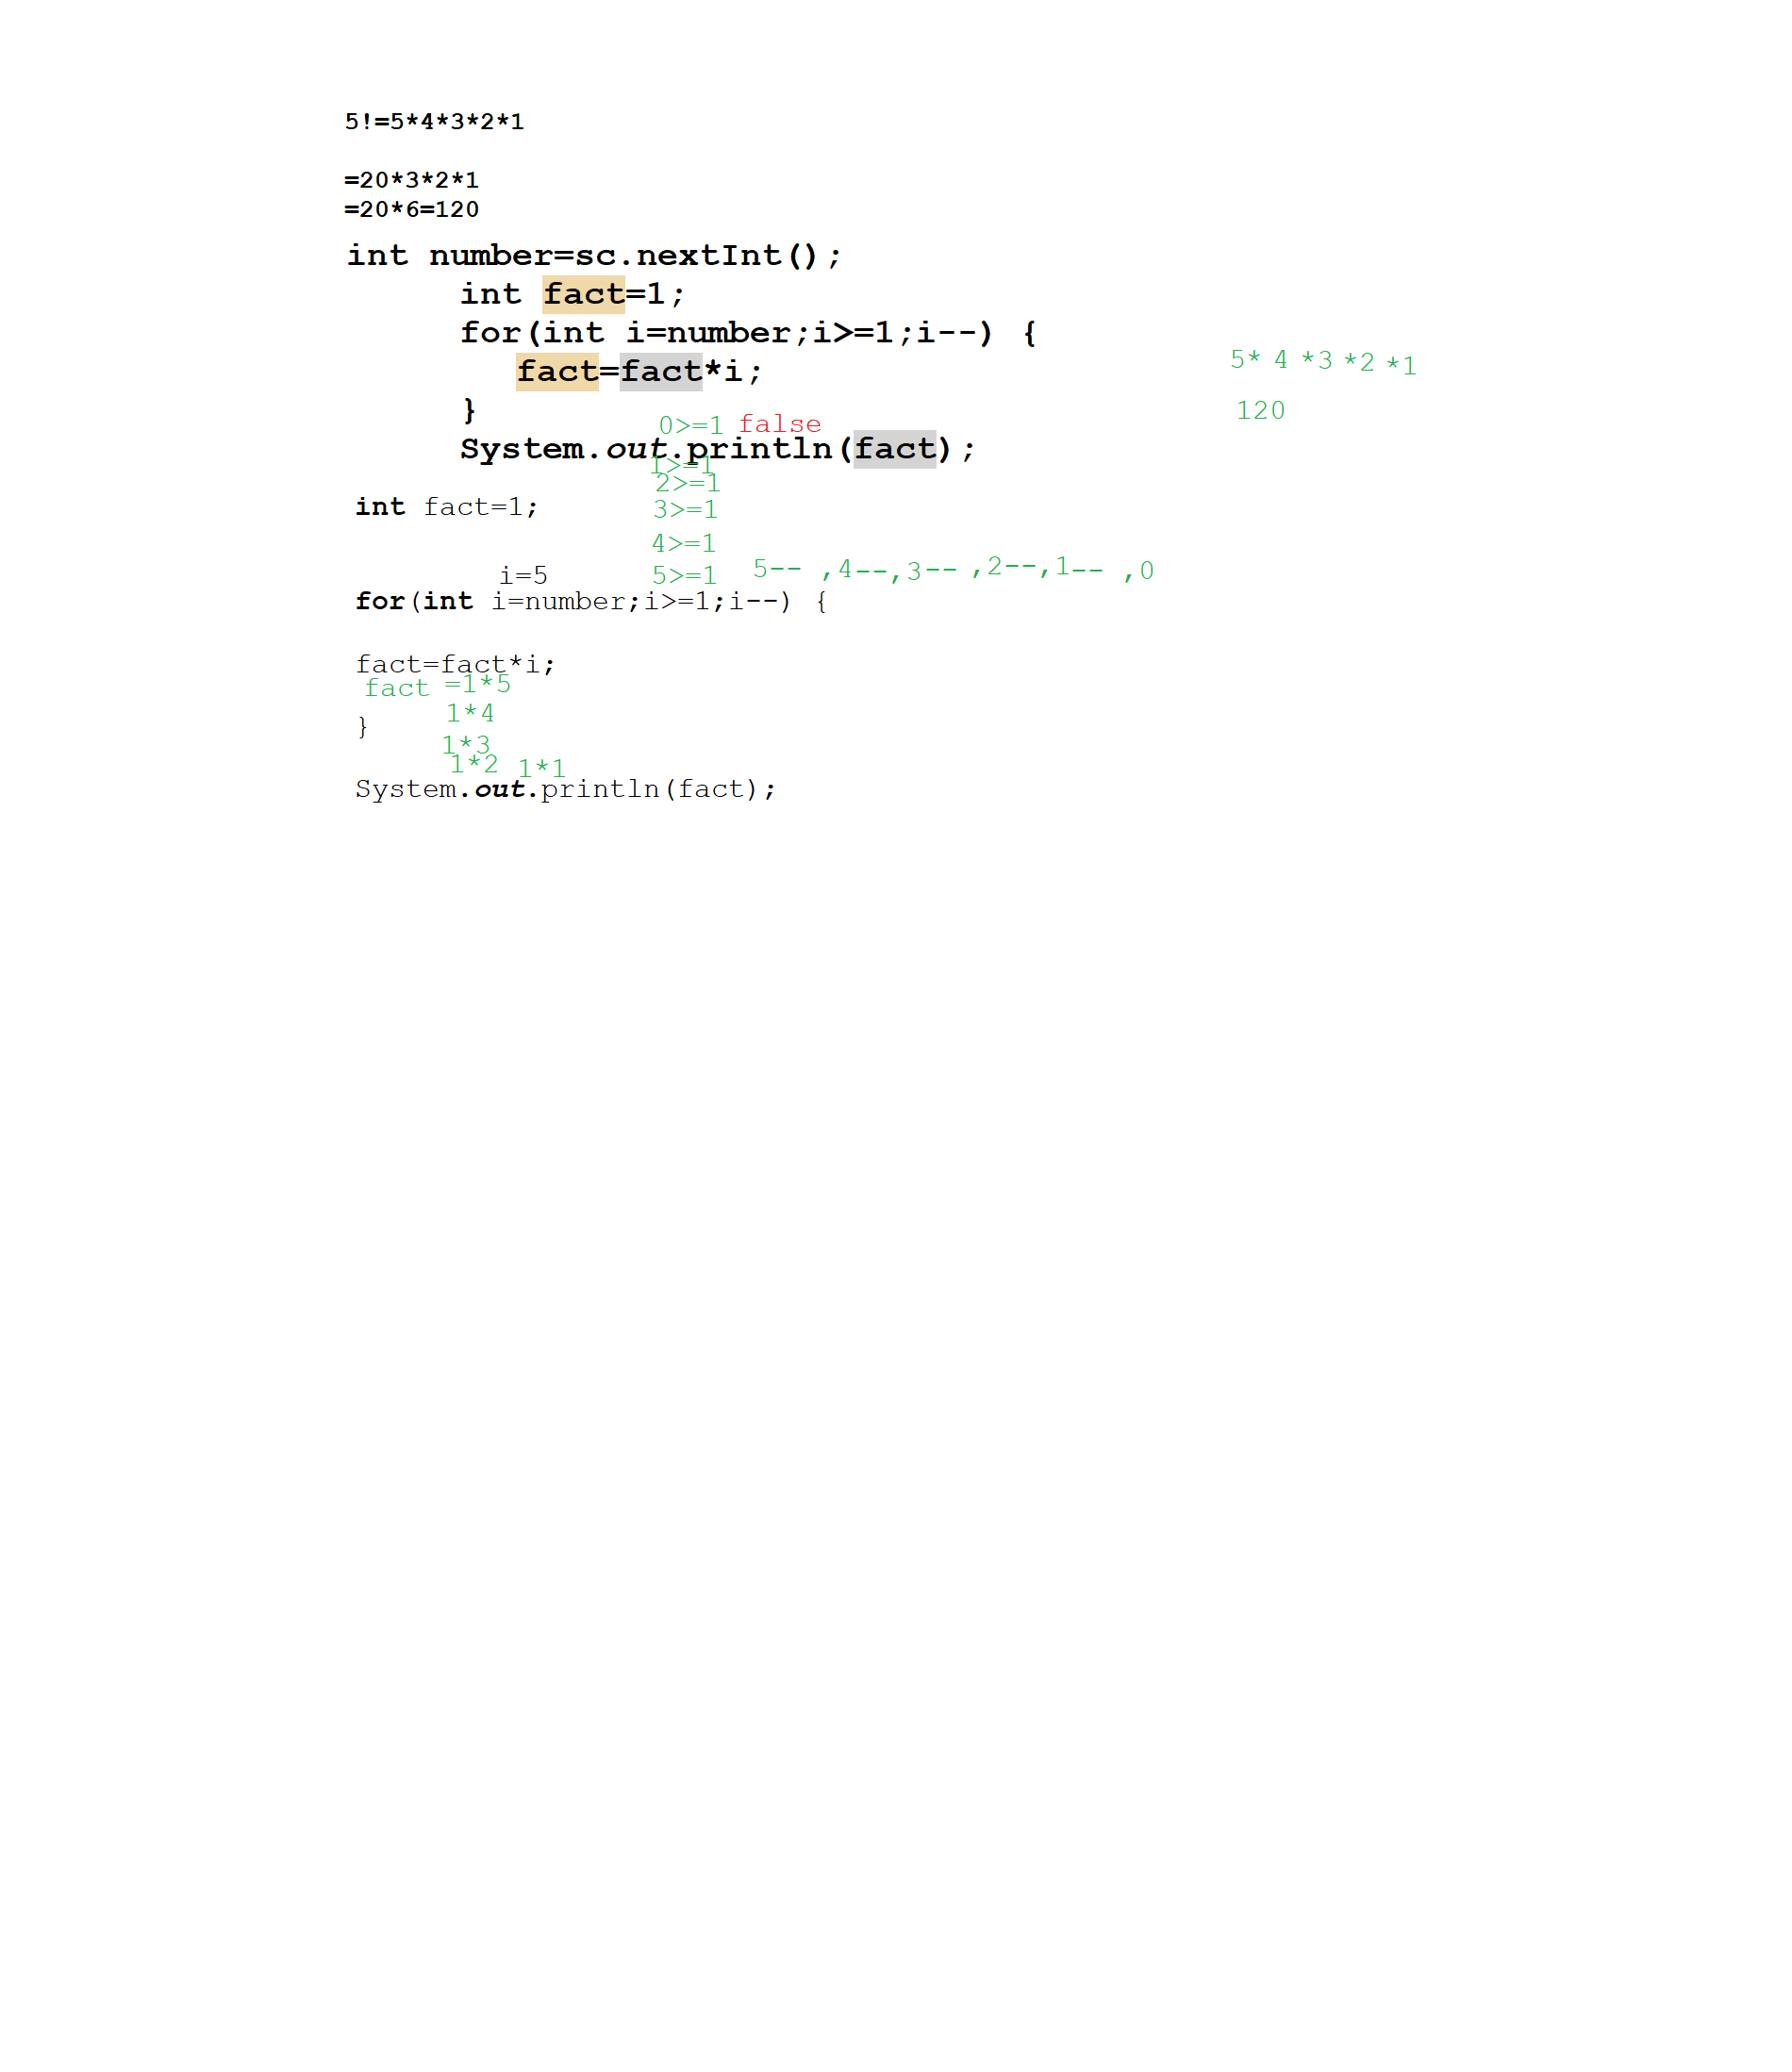 5!=5*4*3*2*1
=20*3*2*1
=20*6=120
int number=sc.nextInt();
int fact=1;
for(int i=number;i>=1;i--) {
fact=fact*i;
5* 4 *3 *2 *1
}
0>=1 false
120
System.out.println(fact);
1>=1
2>=1
int fact=1;
3>=1
4>=1
i=5 5>=1 5-- ,4--,3-- ,2--,1-- ,0
for(int i=number;i>=1;i--) {
fact=fact*i;
fact =1*5
1*4
}
1*3
1*2 1*1
System.out.println(fact);